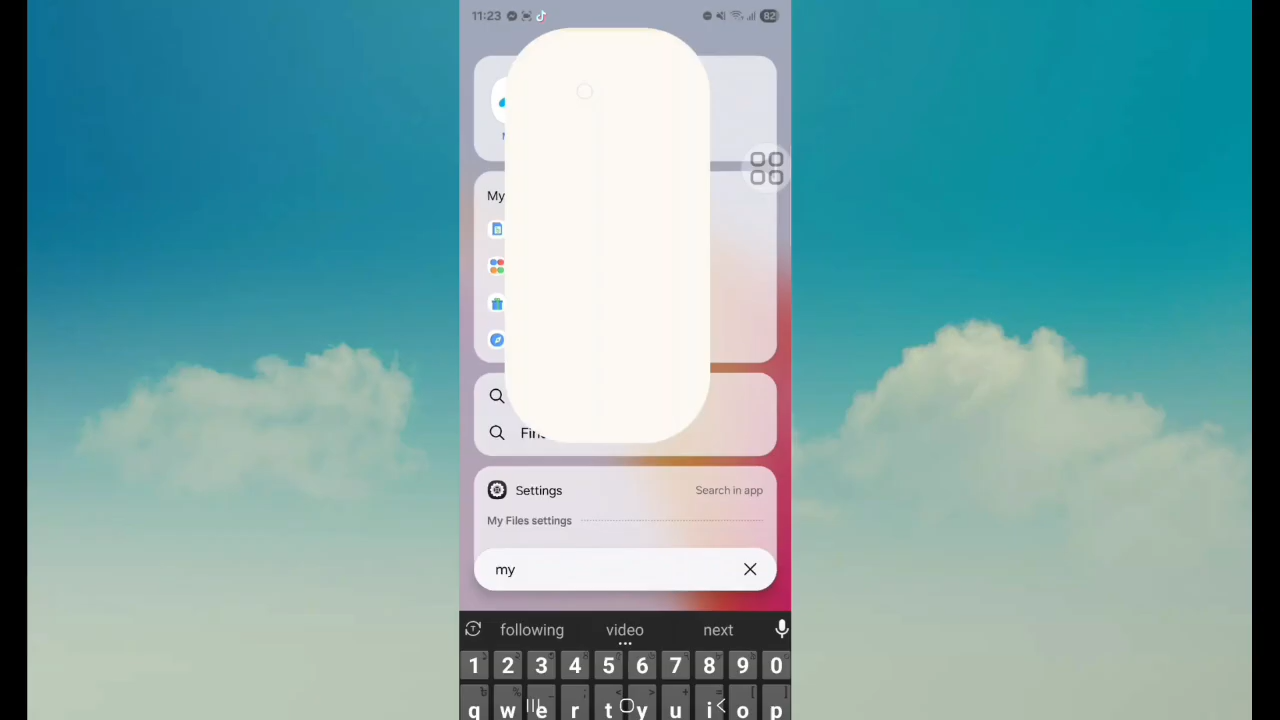 11:23
82
My
Fin
Settings
Search in app
My Files settings
my
following video next
1 2 3 4 5 6 7 8 9 0
q w e r t y u i o p